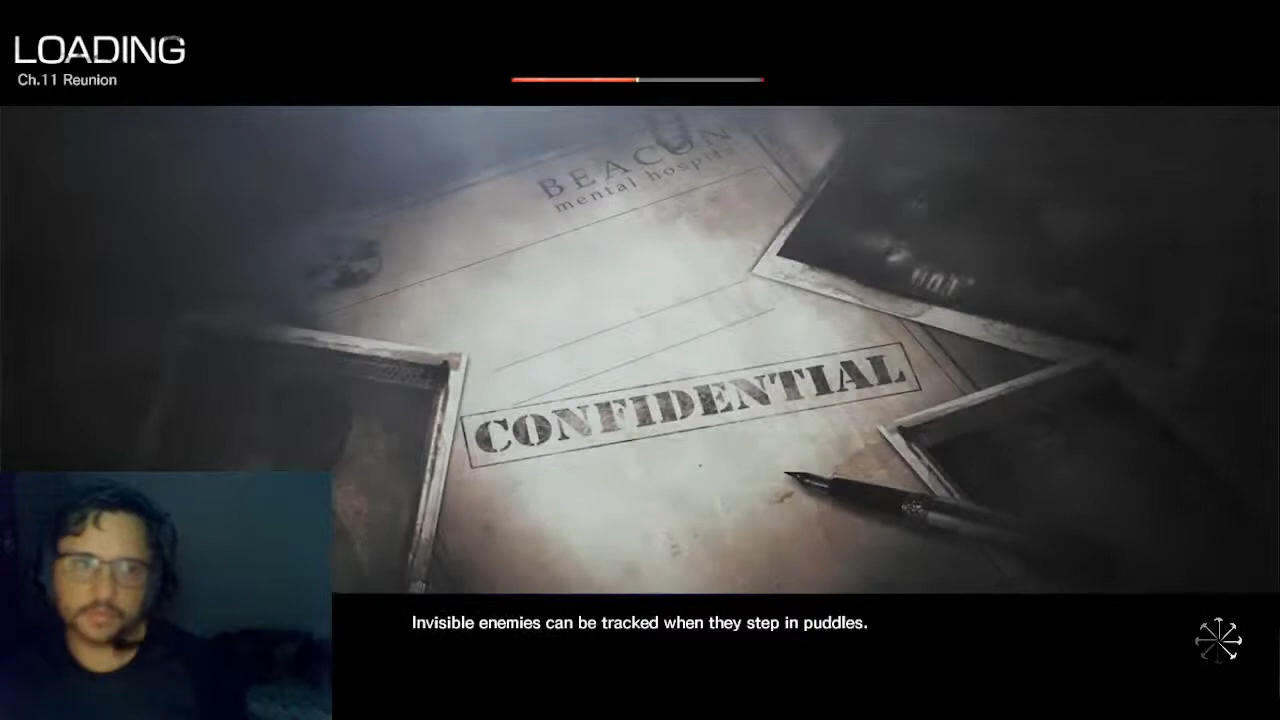 LOADING
Ch.11 Reunion
BEACON
mental hospital
CONFIDENTIAL
Invisible enemies can be tracked when they step in puddles.